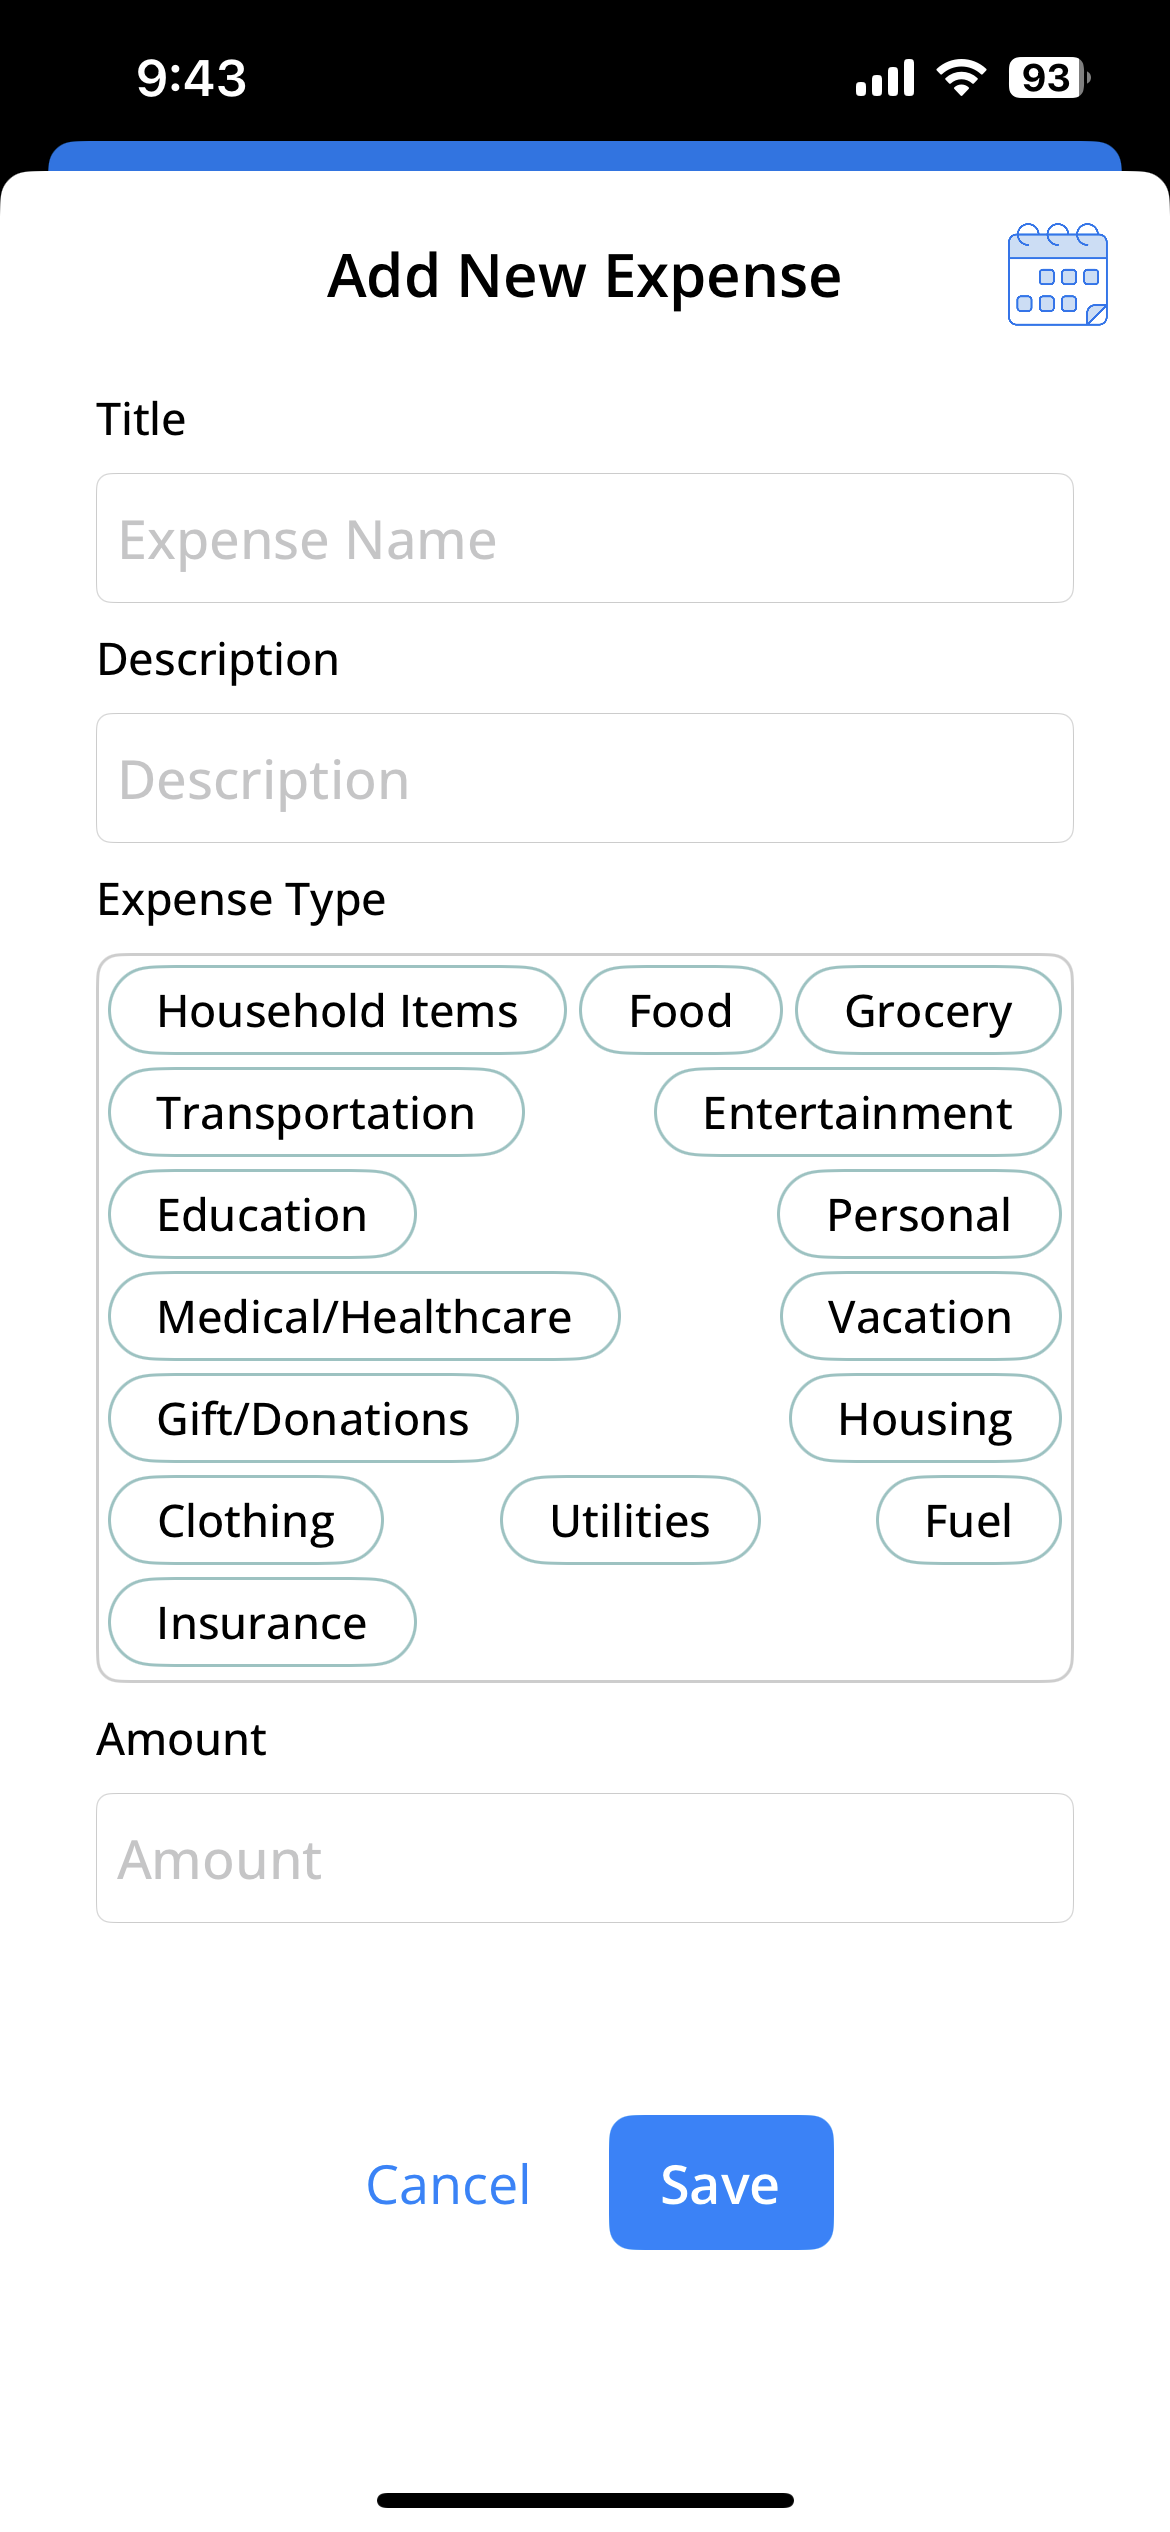 9:43
93
Add New Expense
Title
Expense Name
Description
Description
Expense Type
Household Items Food Grocery
Transportation Entertainment
Education Personal
Medical/Healthcare Vacation
Gift/Donations Housing
Clothing Utilities Fuel
Insurance
Amount
Amount
Cancel Save